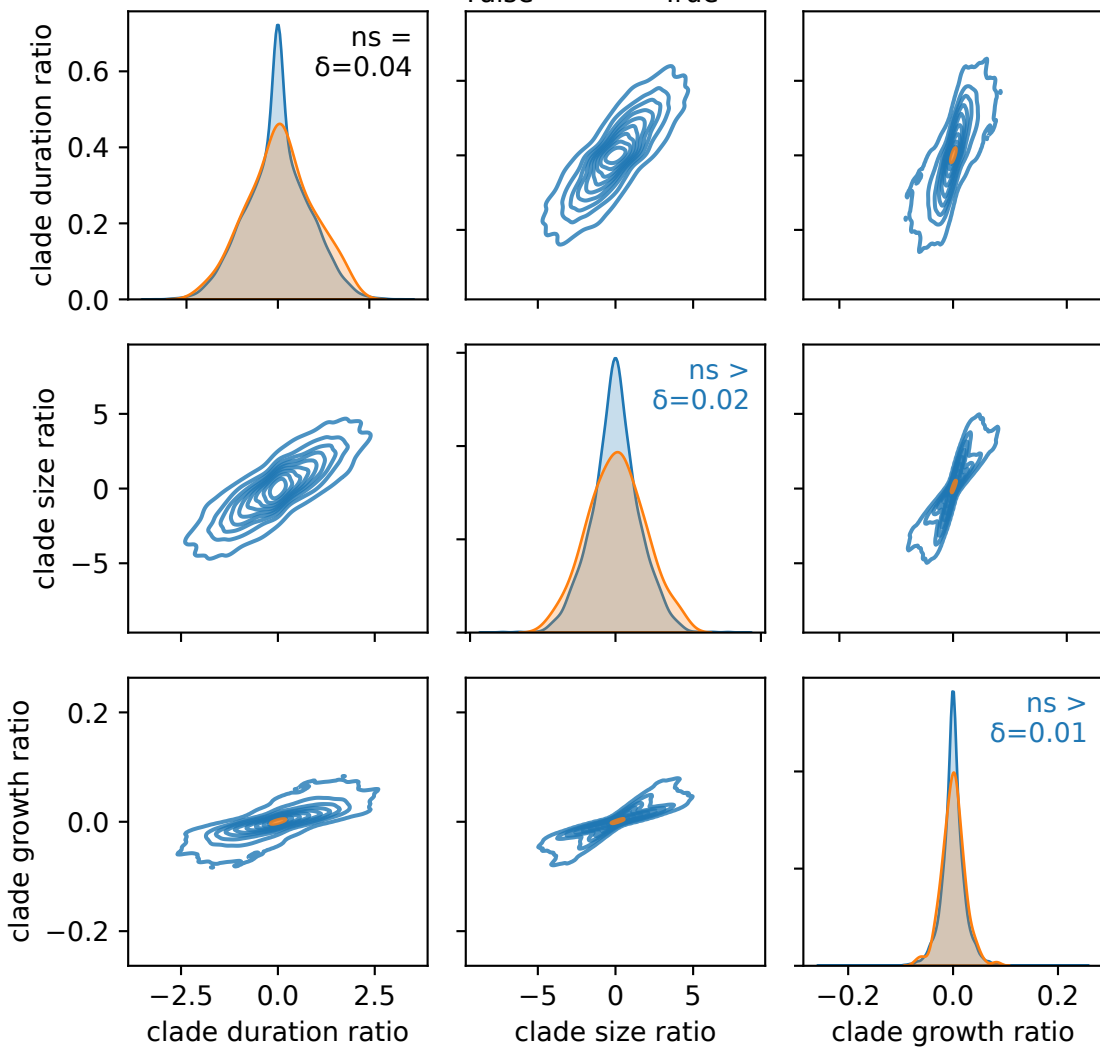 clade duration ratio
0.6
0.4
0.2
0.0
ns =
δ=0.04
clade size ratio
5
0
−5
ns >
δ=0.02
clade growth ratio
0.2
0.0
−0.2
ns >
δ=0.01
−2.5 0.0 2.5
−5 0 5
−0.2 0.0 0.2
clade duration ratio
clade size ratio
clade growth ratio